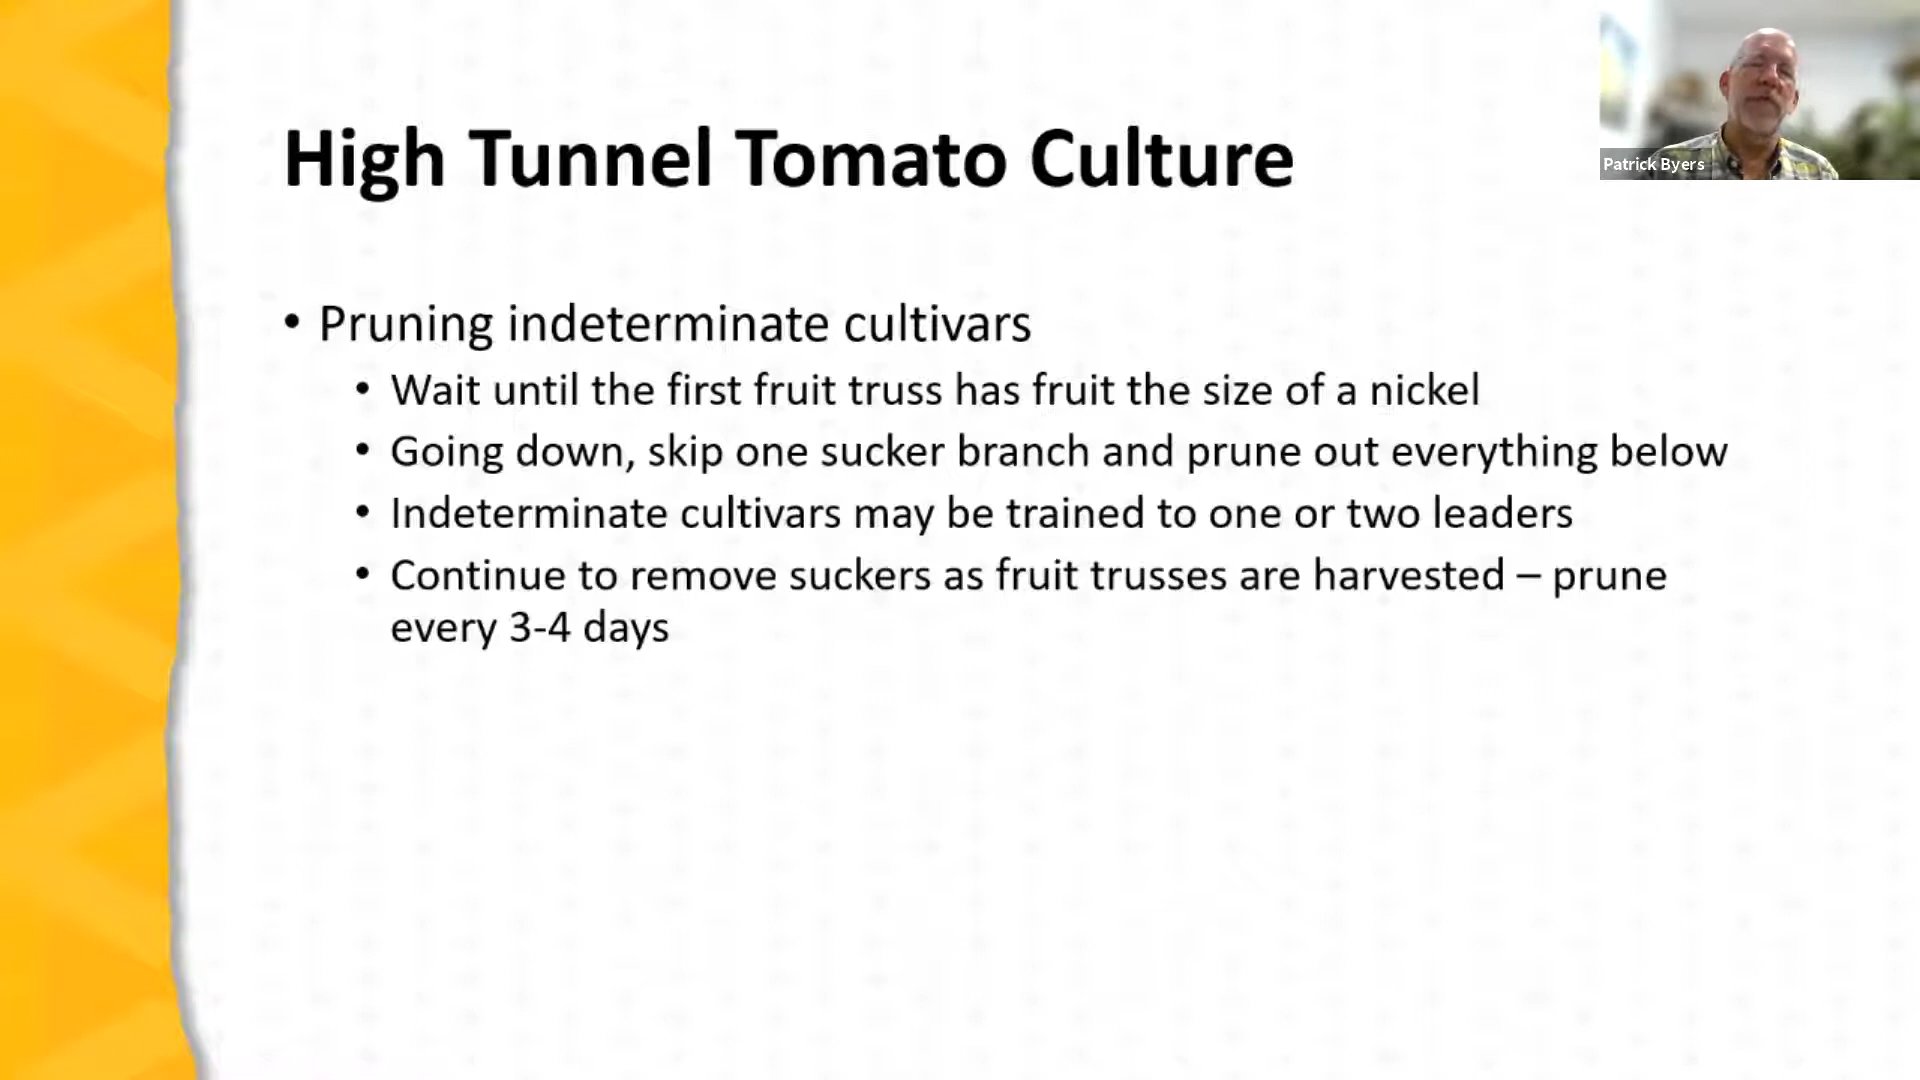 High Tunnel Tomato Culture
Patrick Byers
• Pruning indeterminate cultivars
• Wait until the first fruit truss has fruit the size of a nickel
• Going down, skip one sucker branch and prune out everything below
• Indeterminate cultivars may be trained to one or two leaders
• Continue to remove suckers as fruit trusses are harvested – prune
every 3-4 days